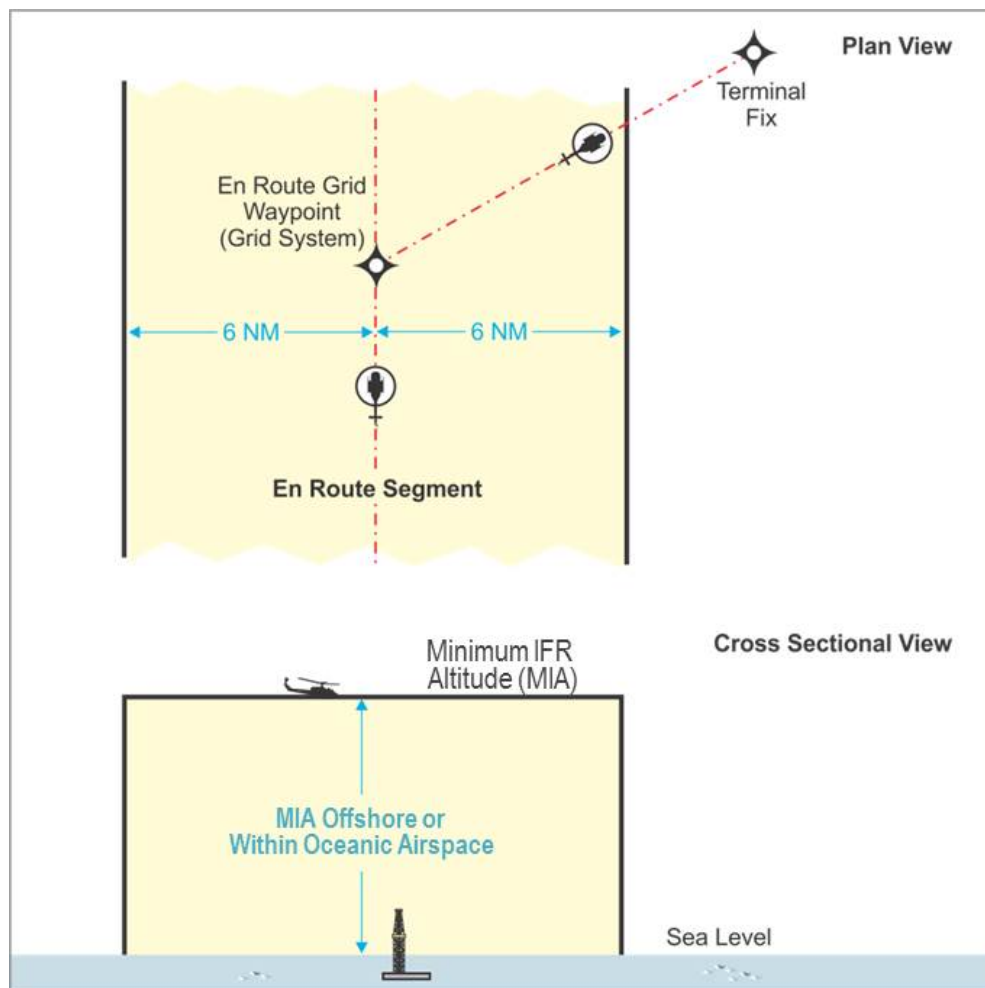 Plan View
Terminal
Fix
En Route Grid
Waypoint
(Grid System)
6 NM
6 NM
En Route Segment
Cross Sectional View
Minimum IFR
Altitude (MIA)
MIA Offshore or
Within Oceanic Airspace
Sea Level